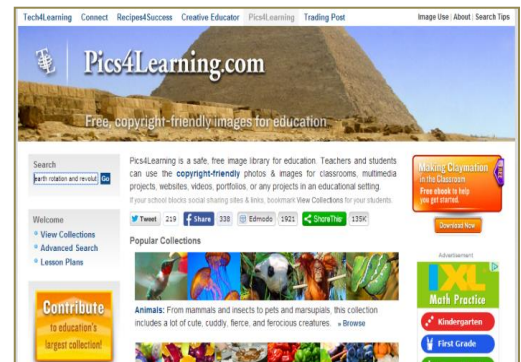 Tech4Learning Connect Recipes4Success Creative Educator Pics4Learning Trading Post
Image Use | About | Search Tips
Pics4Learning.com
Free, copyright-friendly images for education
Search
earth rotation and revoluti Go
Welcome
View Collections
Advanced Search
Lesson Plans
Contribute
to education's
largest collection!
Pics4Learning is a safe, free image library for education. Teachers and students
can use the copyright-friendly photos & images for classrooms, multimedia
projects, websites, videos, portfolios, or any projects in an educational setting.
If your school blocks social sharing sites & links, bookmark View Collections for your students.
Tweet 219 Share 338 Edmodo 1921 ShareThis 135K
Popular Collections
Animals: From mammals and insects to pets and marsupials, this collection
includes a lot of cute, cuddly, fierce, and ferocious creatures. » Browse
Making Claymation
in the Classroom
Free ebook to help
you get started.
Download Now
Advertisement
IXL
Math Practice
Kindergarten
First Grade